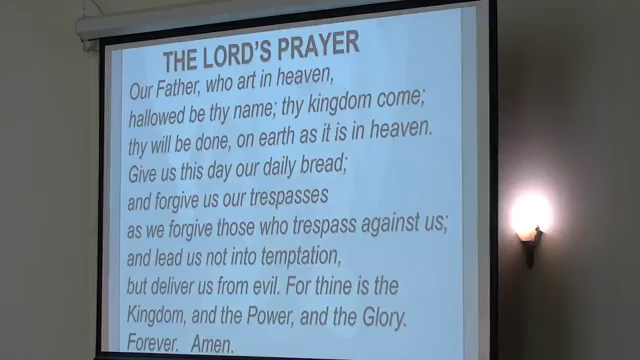 THE LORD'S PRAYER
Our Father, who art in heaven,
hallowed be thy name; thy kingdom come;
thy will be done, on earth as it is in heaven.
Give us this day our daily bread;
and forgive us our trespasses
as we forgive those who trespass against us;
and lead us not into temptation,
but deliver us from evil. For thine is the
Kingdom, and the Power, and the Glory.
Forever. Amen.